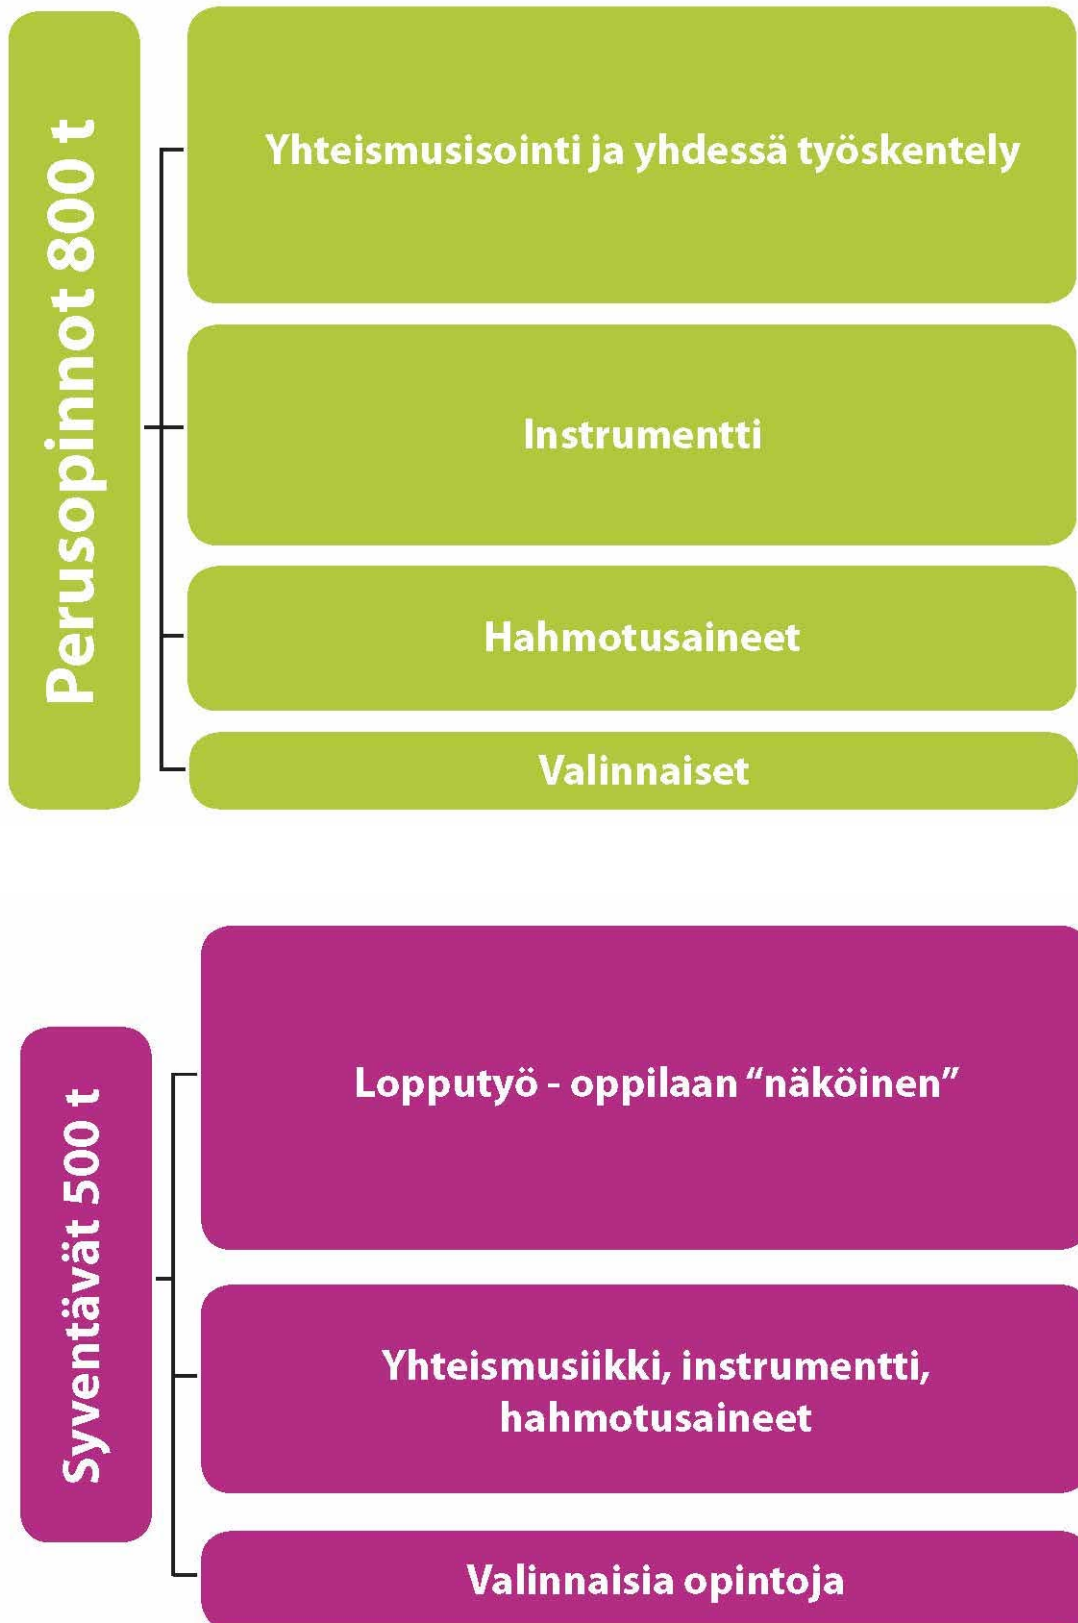 Perusopinnot 800 t
Yhteismusisointi ja yhdessä työskentely
Instrumentti
Hahmotusaineet
Valinnaiset
Syventävät 500 t
Lopputyö - oppilaan “näköinen”
Yhteismusiikki, instrumentti,
hahmotusaineet
Valinnaisia opintoja